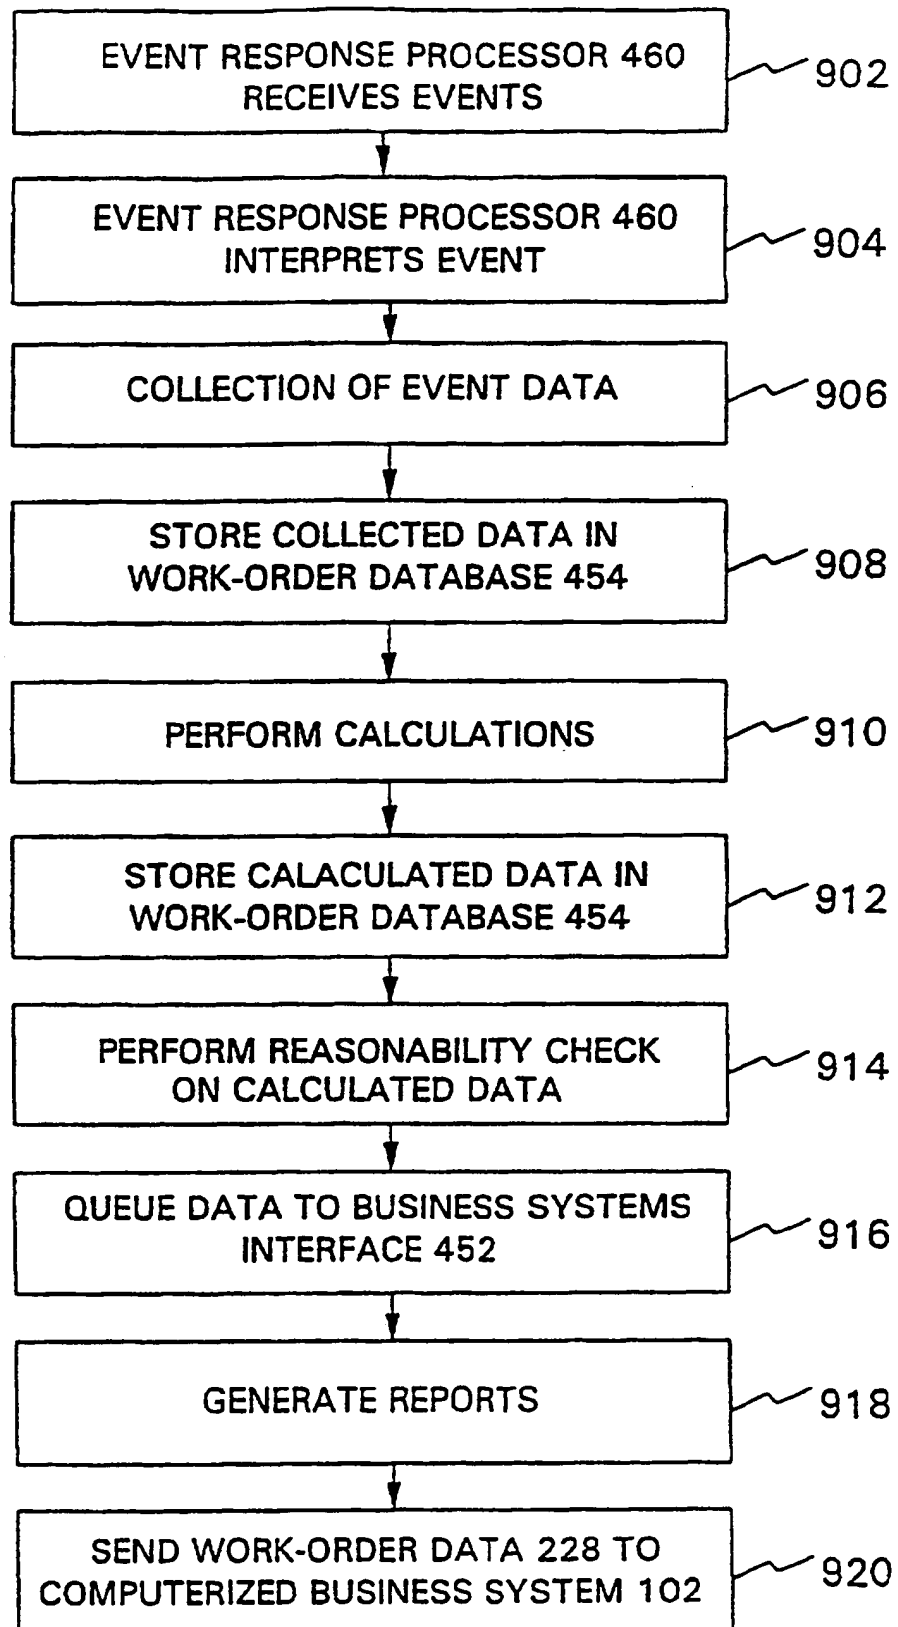 EVENT RESPONSE PROCESSOR 460
RECEIVES EVENTS
902
EVENT RESPONSE PROCESSOR 460
INTERPRETS EVENT
904
COLLECTION OF EVENT DATA
906
STORE COLLECTED DATA IN
WORK-ORDER DATABASE 454
908
PERFORM CALCULATIONS
910
STORE CALACULATED DATA IN
WORK-ORDER DATABASE 454
912
PERFORM REASONABILITY CHECK
ON CALCULATED DATA
914
QUEUE DATA TO BUSINESS SYSTEMS
INTERFACE 452
916
GENERATE REPORTS
918
SEND WORK-ORDER DATA 228 TO
COMPUTERIZED BUSINESS SYSTEM 102
920